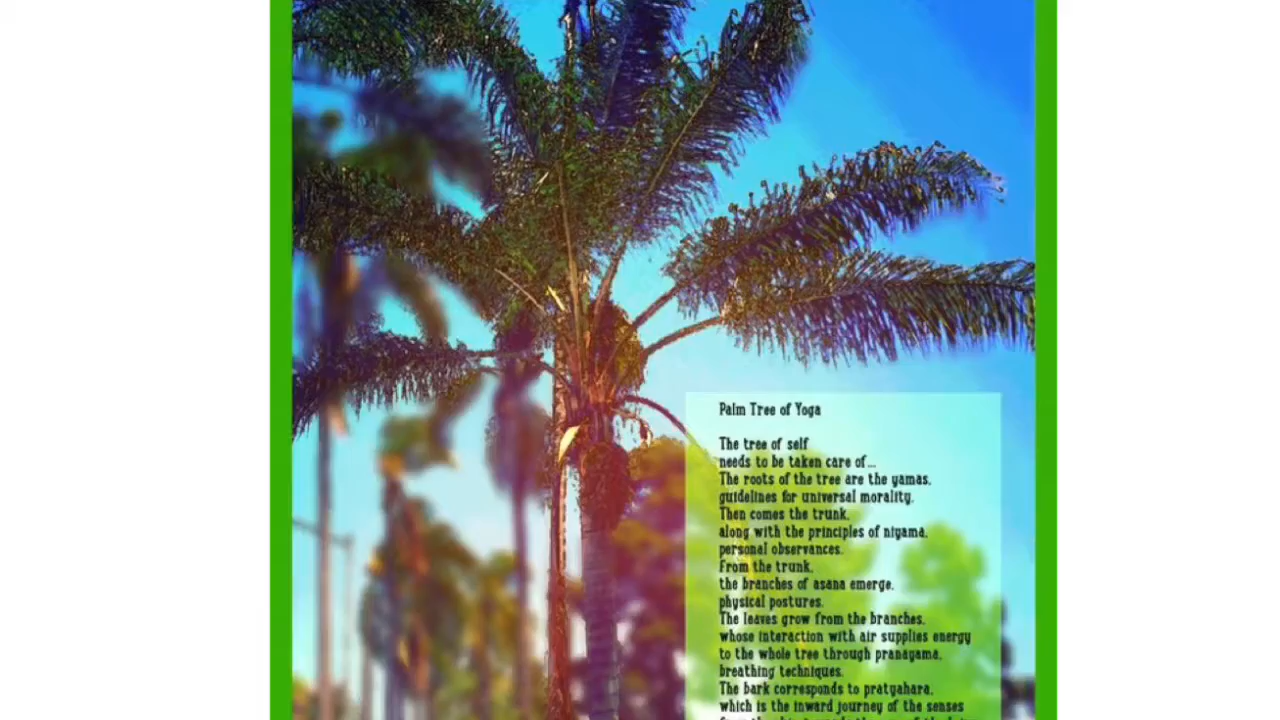 Palm Tree of Yoga
The tree of self
needs to be taken care of...
The roots of the tree are the yamas,
guidelines for universal morality.
Then comes the trunk,
along with the principles of niyama,
personal observances.
From the trunk,
the branches of asana emerge,
physical postures.
The leaves grow from the branches,
whose interaction with air supplies energy
to the whole tree through pranayama,
breathing techniques.
The bark corresponds to pratyahara,
which is the inward journey of the senses